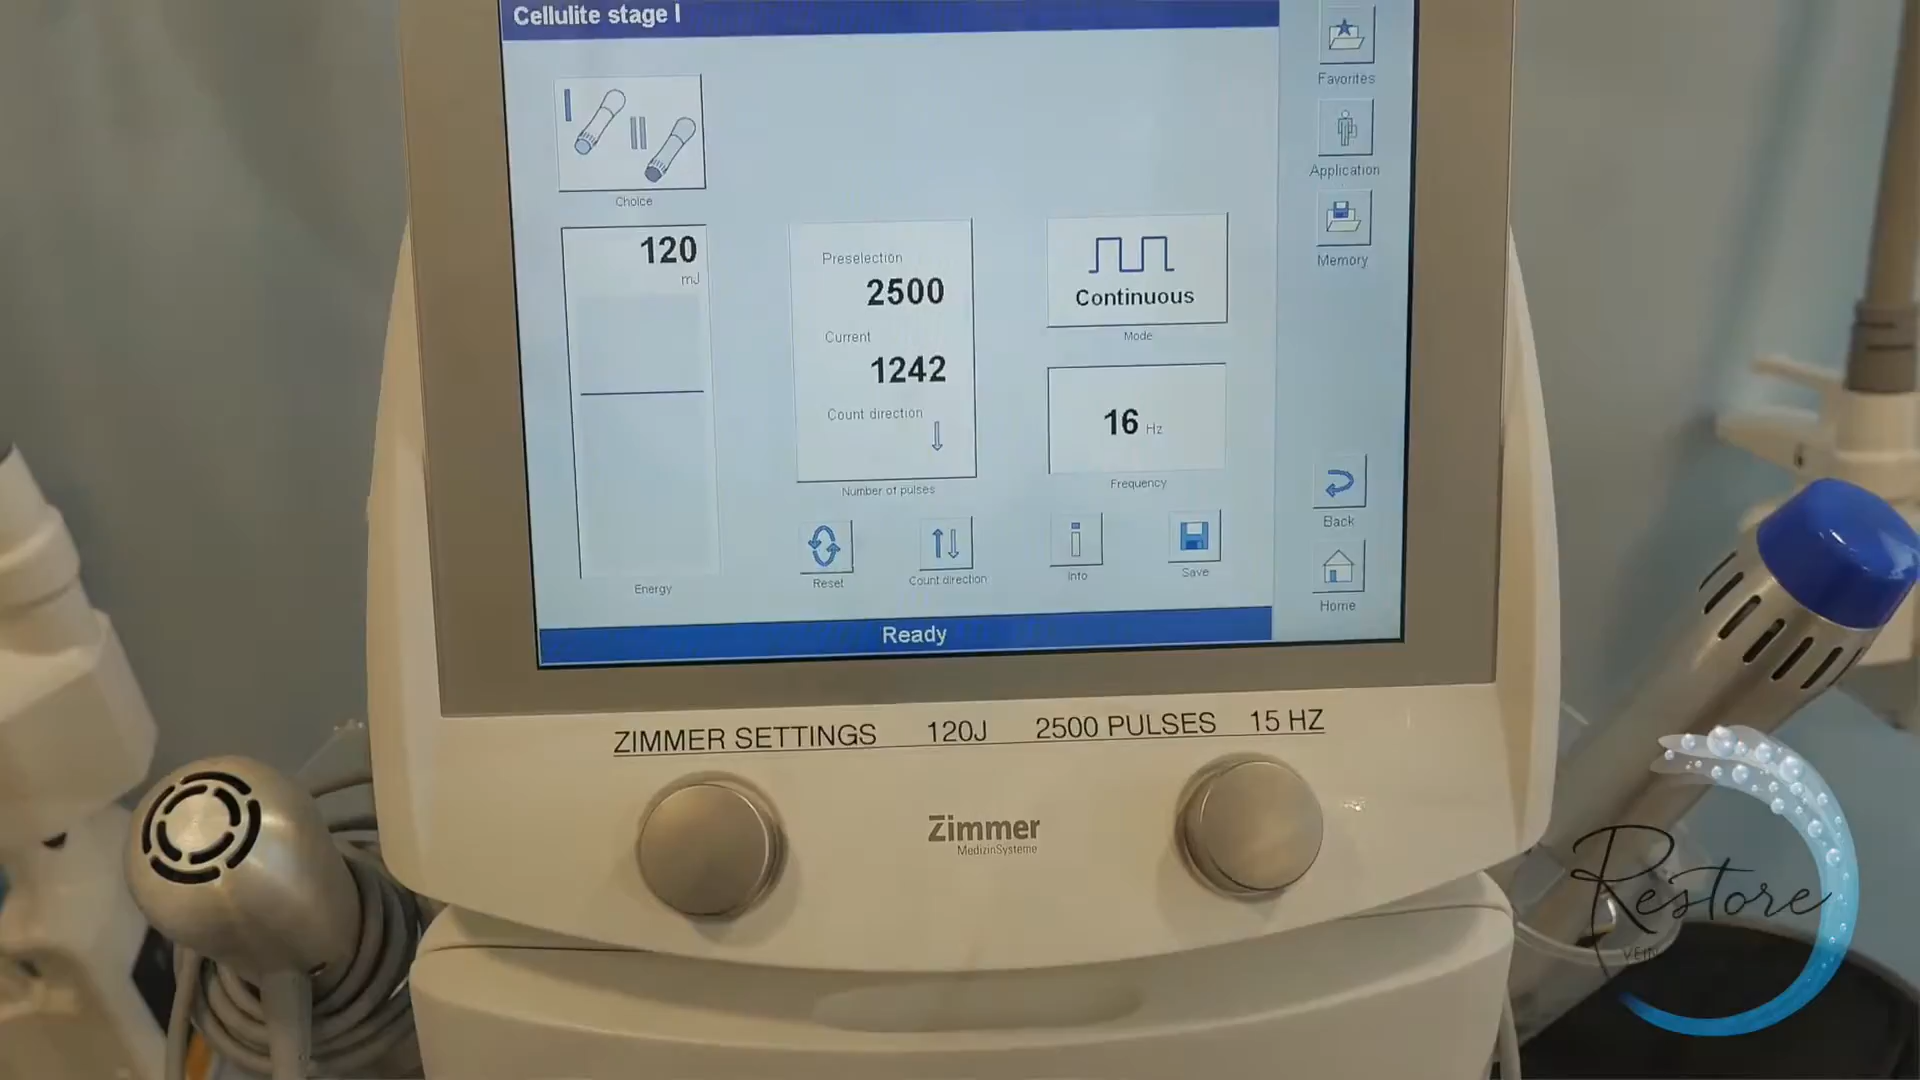 Cellulite stage I
Favorites
Choice
Application
120
mJ
Preselection
2500
Current
1242
Count direction
Number of pulses
Continuous
Mode
Memory
16 Hz
Frequency
Energy
Reset
Count direction
Info
Save
Back
Home
Ready
ZIMMER SETTINGS 120J 2500 PULSES 15 HZ
Zimmer
MedizinSysteme
Restore